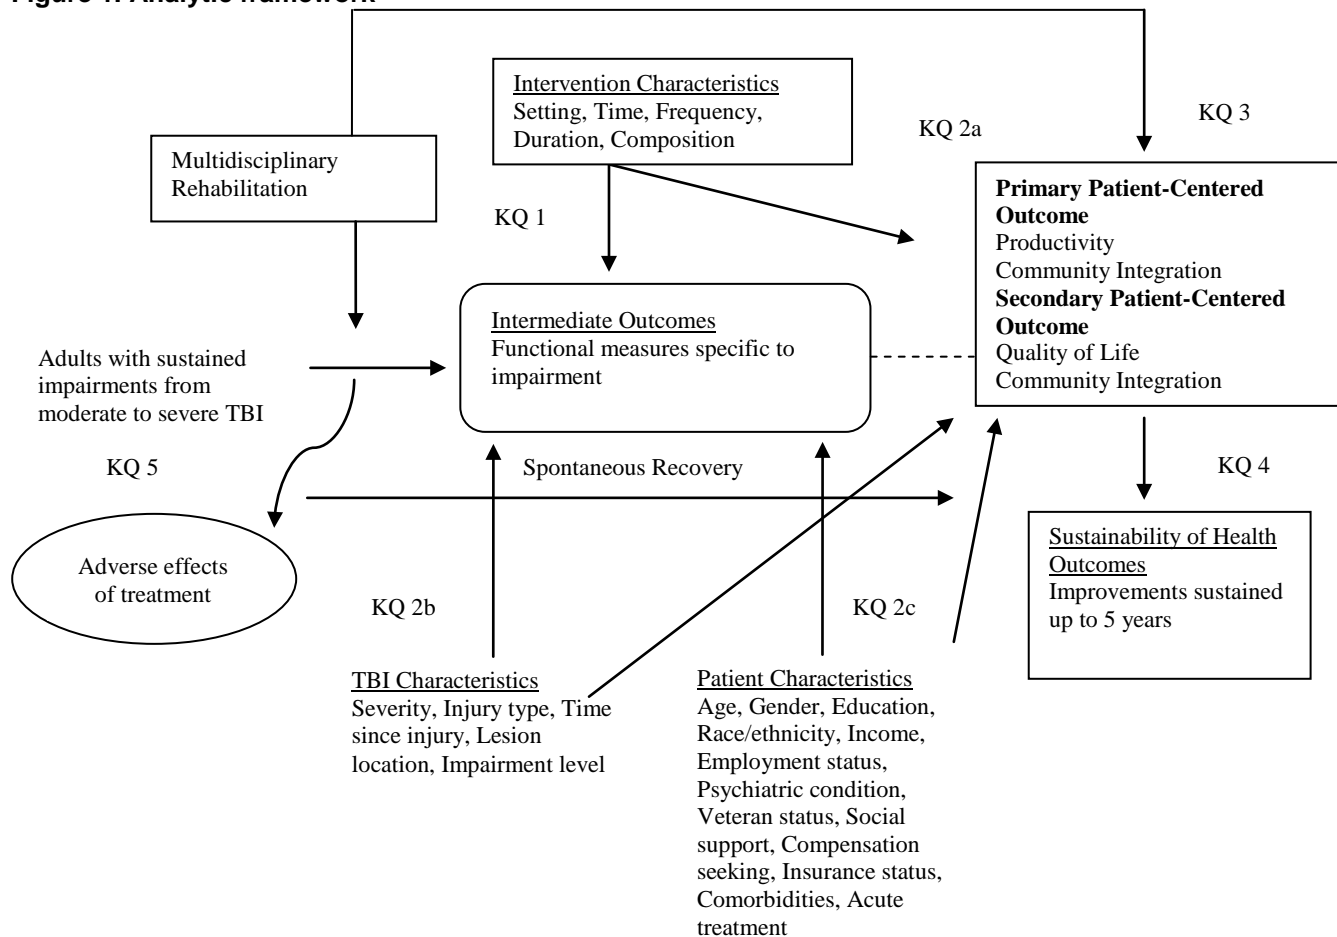 Figure 1. Analytic framework
Intervention Characteristics
Setting, Time, Frequency,
Duration, Composition
KQ 2a
KQ 3
Multidisciplinary
Rehabilitation
KQ 1
Primary Patient-Centered
Outcome
Productivity
Community Integration
Secondary Patient-Centered
Outcome
Quality of Life
Community Integration
Intermediate Outcomes
Functional measures specific to
impairment
Adults with sustained
impairments from
moderate to severe TBI
KQ 5
Spontaneous Recovery
KQ 4
Adverse effects
of treatment
Sustainability of Health
Outcomes
Improvements sustained
up to 5 years
KQ 2b
KQ 2c
TBI Characteristics
Severity, Injury type, Time
since injury, Lesion
location, Impairment level
Patient Characteristics
Age, Gender, Education,
Race/ethnicity, Income,
Employment status,
Psychiatric condition,
Veteran status, Social
support, Compensation
seeking, Insurance status,
Comorbidities, Acute
treatment